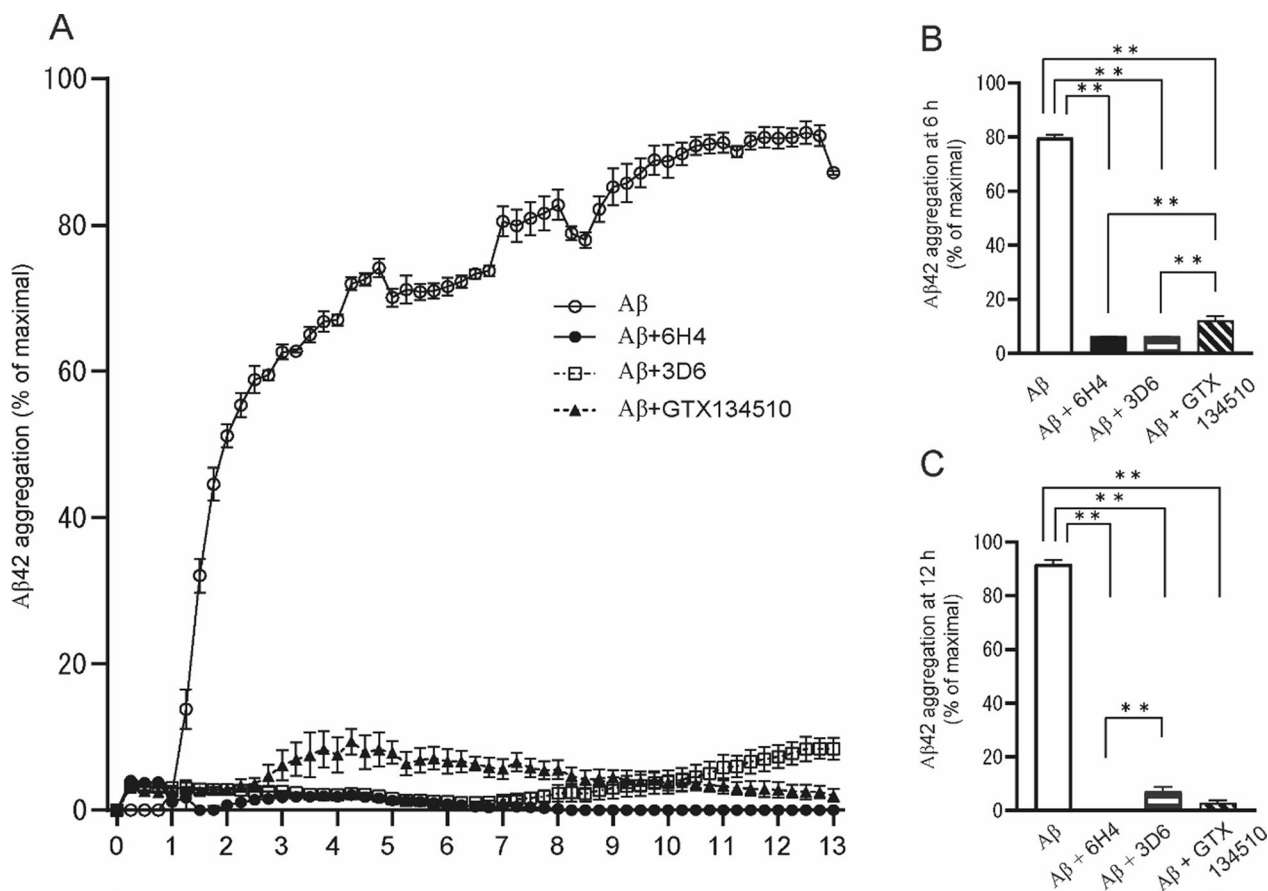 A
Aβ42 aggregation (% of maximal)
100
80
60
40
20
0
0 1 2 3 4 5 6 7 8 9 10 11 12 13
Aβ
Aβ+6H4
Aβ+3D6
Aβ+GTX134510
B
Aβ42 aggregation at 6 h
(% of maximal)
100
80
60
40
20
0
**
**
**
**
**
Aβ
Aβ + 6H4
Aβ + 3D6
Aβ + GTX
134510
C
Aβ42 aggregation at 12 h
(% of maximal)
100
80
60
40
20
0
**
**
**
**
Aβ
Aβ + 6H4
Aβ + 3D6
Aβ + GTX
134510